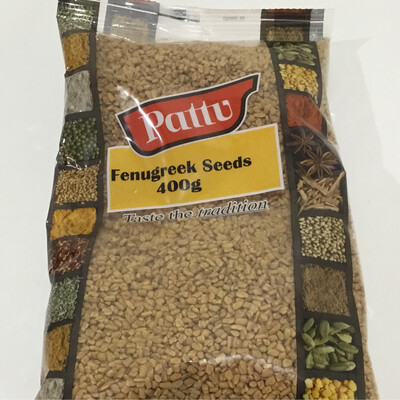 Pattu
Fenugreek Seeds
400g
Taste the tradition